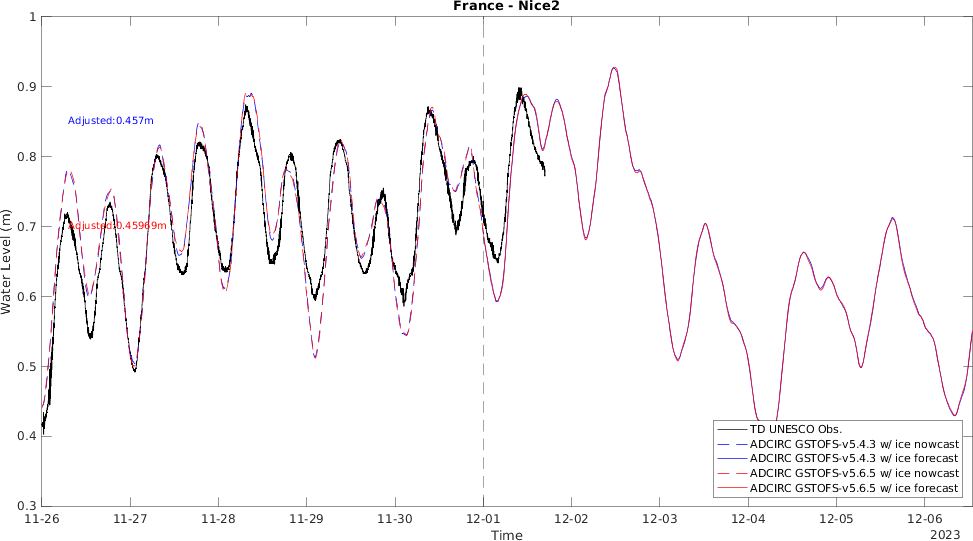 France - Nice2
1
0.9
0.8
0.7
0.6
0.5
0.4
0.3
Water Level (m)
Adjusted:0.457m
Adjusted:0.45969m
TD UNESCO Obs.
ADCIRC GSTOFS-v5.4.3 w/ ice nowcast
ADCIRC GSTOFS-v5.4.3 w/ ice forecast
ADCIRC GSTOFS-v5.6.5 w/ ice nowcast
ADCIRC GSTOFS-v5.6.5 w/ ice forecast
11-26 11-27 11-28 11-29 11-30 12-01 12-02 12-03 12-04 12-05 12-06
Time
2023